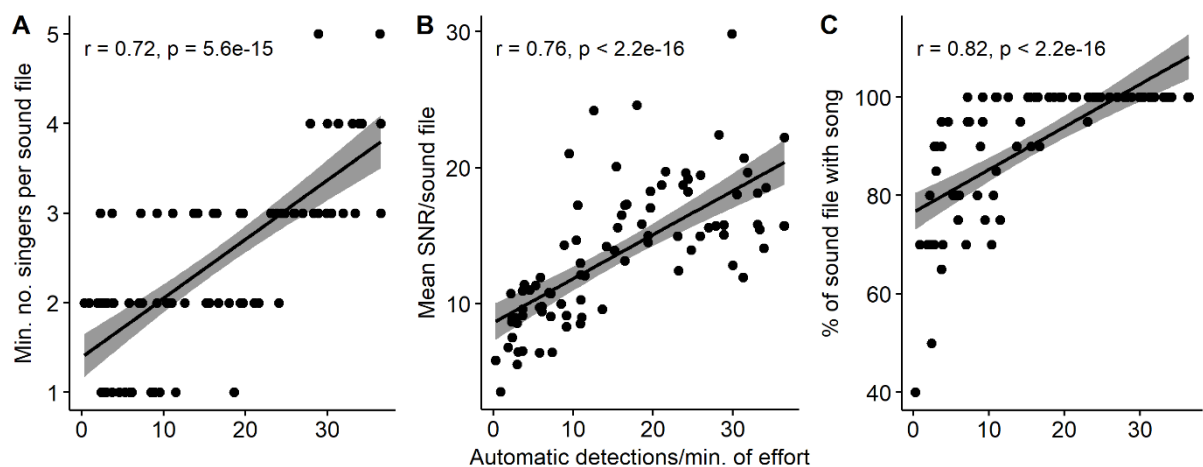 A
r = 0.72, p = 5.6e-15
Min. no. singers per sound file
5
4
3
2
1
0 10 20 30
B
r = 0.76, p < 2.2e-16
Mean SNR/sound file
30
20
10
0 10 20 30
Automatic detections/min. of effort
C
r = 0.82, p < 2.2e-16
% of sound file with song
100
80
60
40
0 10 20 30